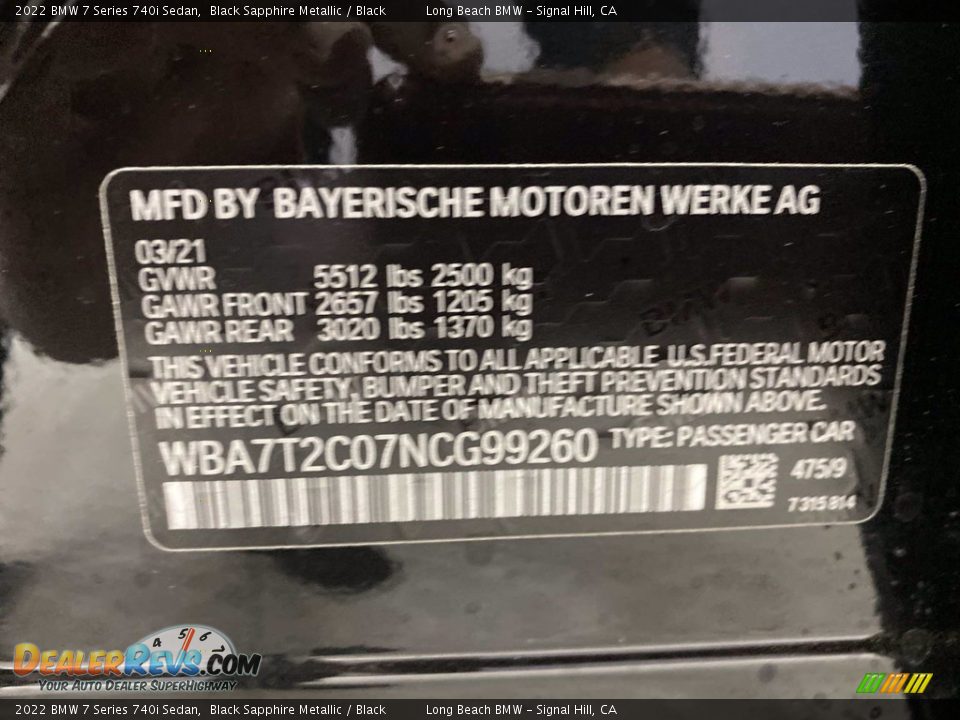 2022 BMW 7 Series 740i Sedan, Black Sapphire Metallic / Black Long Beach BMW - Signal Hill, CA
MFD BY BAYERISCHE MOTOREN WERKE AG
03/21
GVWR 5512 lbs 2500 kg
GAWR FRONT 2657 lbs 1205 kg
GAWR REAR 3020 lbs 1370 kg
THIS VEHICLE CONFORMS TO ALL APPLICABLE U.S.FEDERAL MOTOR
VEHICLE SAFETY, BUMPER AND THEFT PREVENTION STANDARDS
IN EFFECT ON THE DATE OF MANUFACTURE SHOWN ABOVE.
WBA7T2C07NCG99260 TYPE: PASSENGER CAR
475/9
7315814
4 5 6
DEALERREVS.COM
YOUR AUTO DEALER SUPERHIGHWAY
2022 BMW 7 Series 740i Sedan, Black Sapphire Metallic / Black Long Beach BMW - Signal Hill, CA